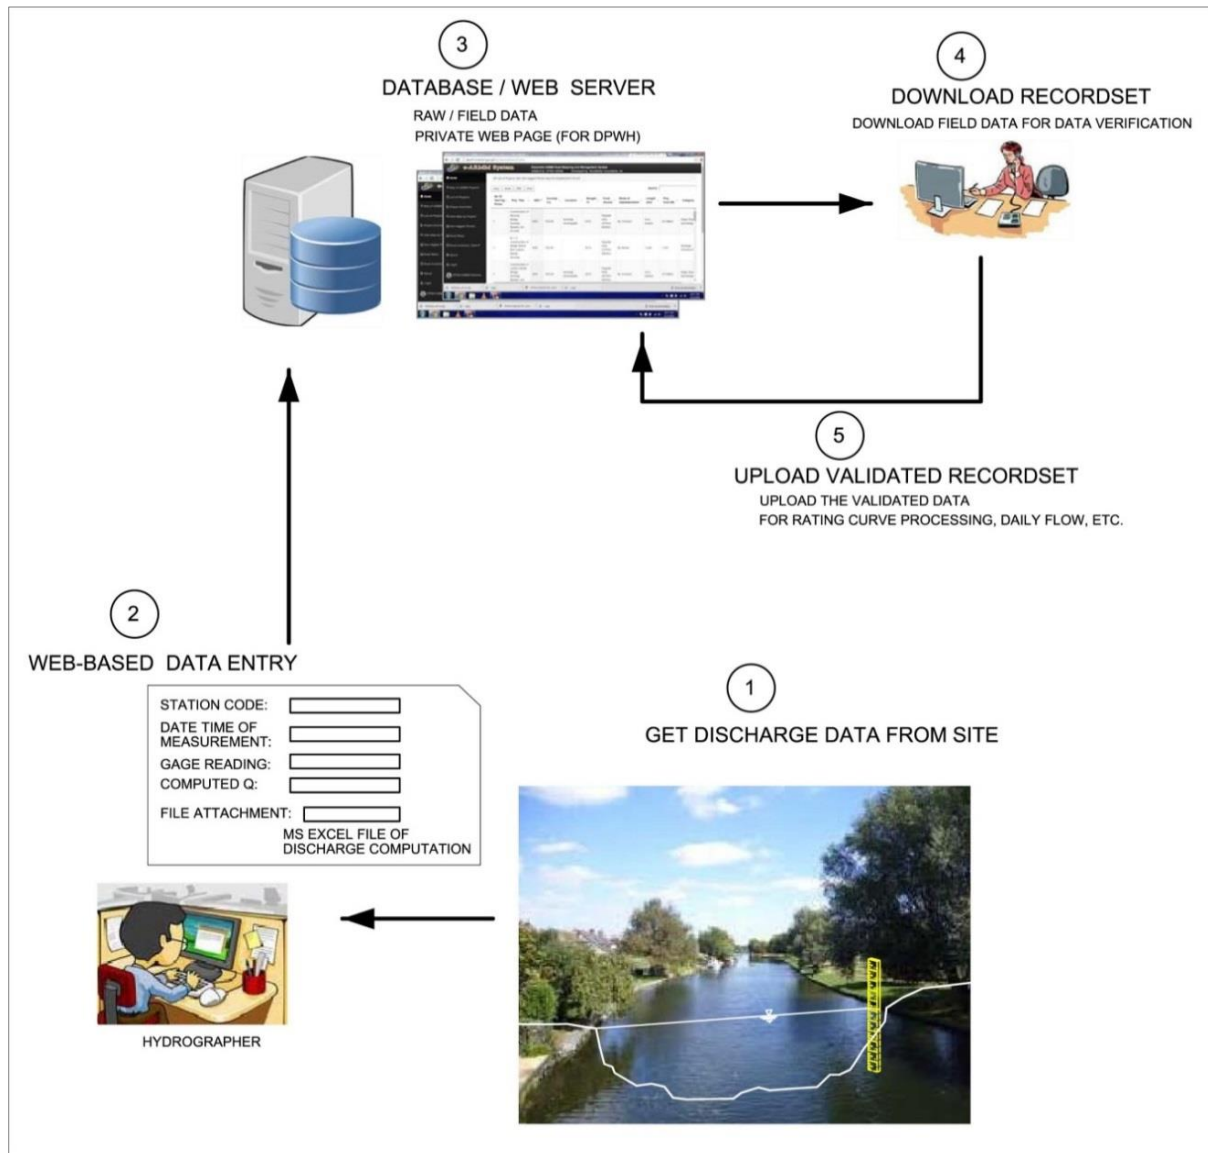 3
DATABASE / WEB SERVER
RAW / FIELD DATA
PRIVATE WEB PAGE (FOR DPWH)
4
DOWNLOAD RECORDSET
DOWNLOAD FIELD DATA FOR DATA VERIFICATION
5
UPLOAD VALIDATED RECORDSET
UPLOAD THE VALIDATED DATA
FOR RATING CURVE PROCESSING, DAILY FLOW, ETC.
2
WEB-BASED DATA ENTRY
STATION CODE:
DATE TIME OF
MEASUREMENT:
GAGE READING:
COMPUTED Q:
FILE ATTACHMENT:
MS EXCEL FILE OF
DISCHARGE COMPUTATION
HYDROGRAPHER
1
GET DISCHARGE DATA FROM SITE